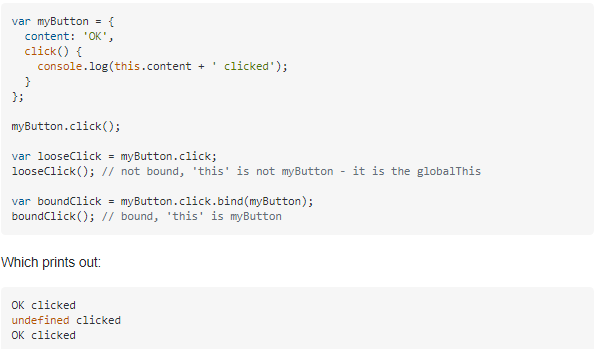 var myButton = {
  content: 'OK',
  click() {
    console.log(this.content + ' clicked');
  }
};

myButton.click();

var looseClick = myButton.click;
looseClick(); // not bound, 'this' is not myButton - it is the globalThis

var boundClick = myButton.click.bind(myButton);
boundClick(); // bound, 'this' is myButton

Which prints out:

OK clicked
undefined clicked
OK clicked